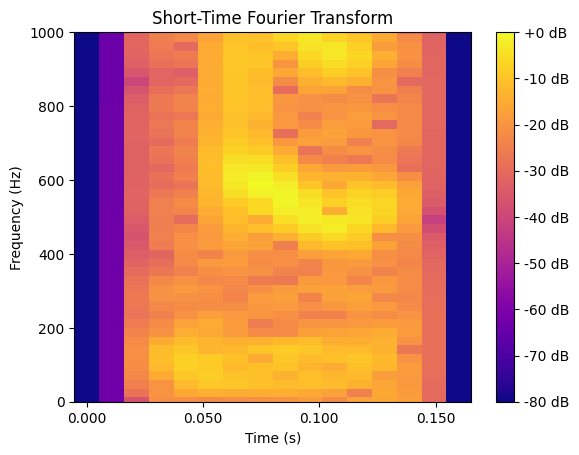 Short-Time Fourier Transform
1000
800
600
400
200
0
Frequency (Hz)
0.000
0.050
0.100
0.150
Time (s)
+0 dB
-10 dB
-20 dB
-30 dB
-40 dB
-50 dB
-60 dB
-70 dB
-80 dB